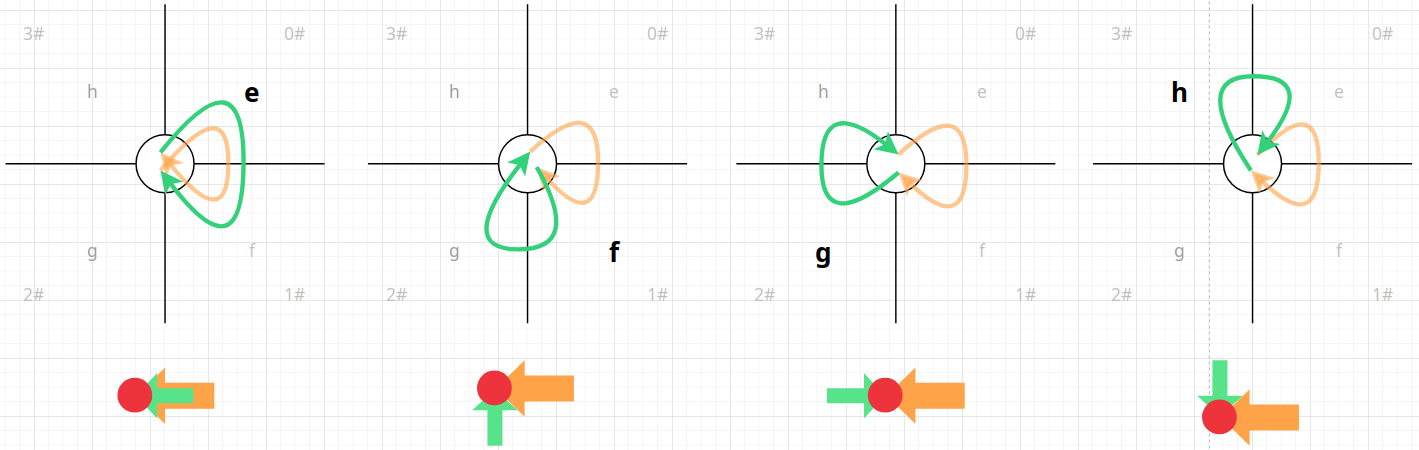 3# 0# 3# 0# 3# 0# 3# 0#
h e h e h e h e
g f g f g f g f
2# 1# 2# 1# 2# 1# 2# 1#